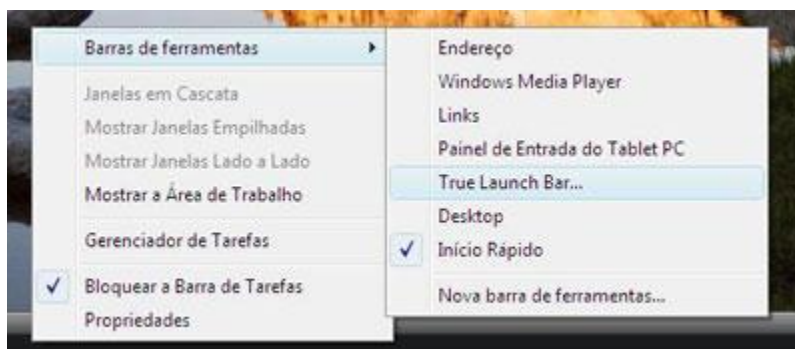 Barras de ferramentas
Janelas em Cascata
Mostrar Janelas Empilhadas
Mostrar Janelas Lado a Lado
Mostrar a Área de Trabalho
Gerenciador de Tarefas
Bloquear a Barra de Tarefas
Propriedades
Endereço
Windows Media Player
Links
Painel de Entrada do Tablet PC
True Launch Bar...
Desktop
Início Rápido
Nova barra de ferramentas...